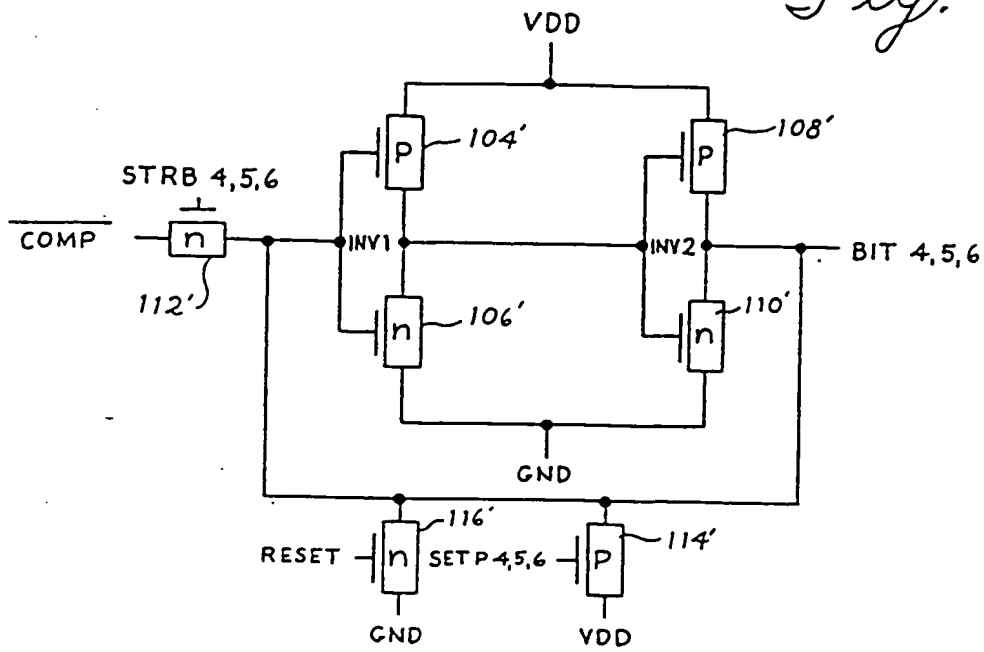 Fig.
VDD
104'
108'
P
P
STRB 4,5,6
COMP
n
INV1
INV2
BIT 4,5,6
112'
106'
110'
n
n
GND
116'
114'
RESET
n
SETP 4,5,6
P
GND
VDD